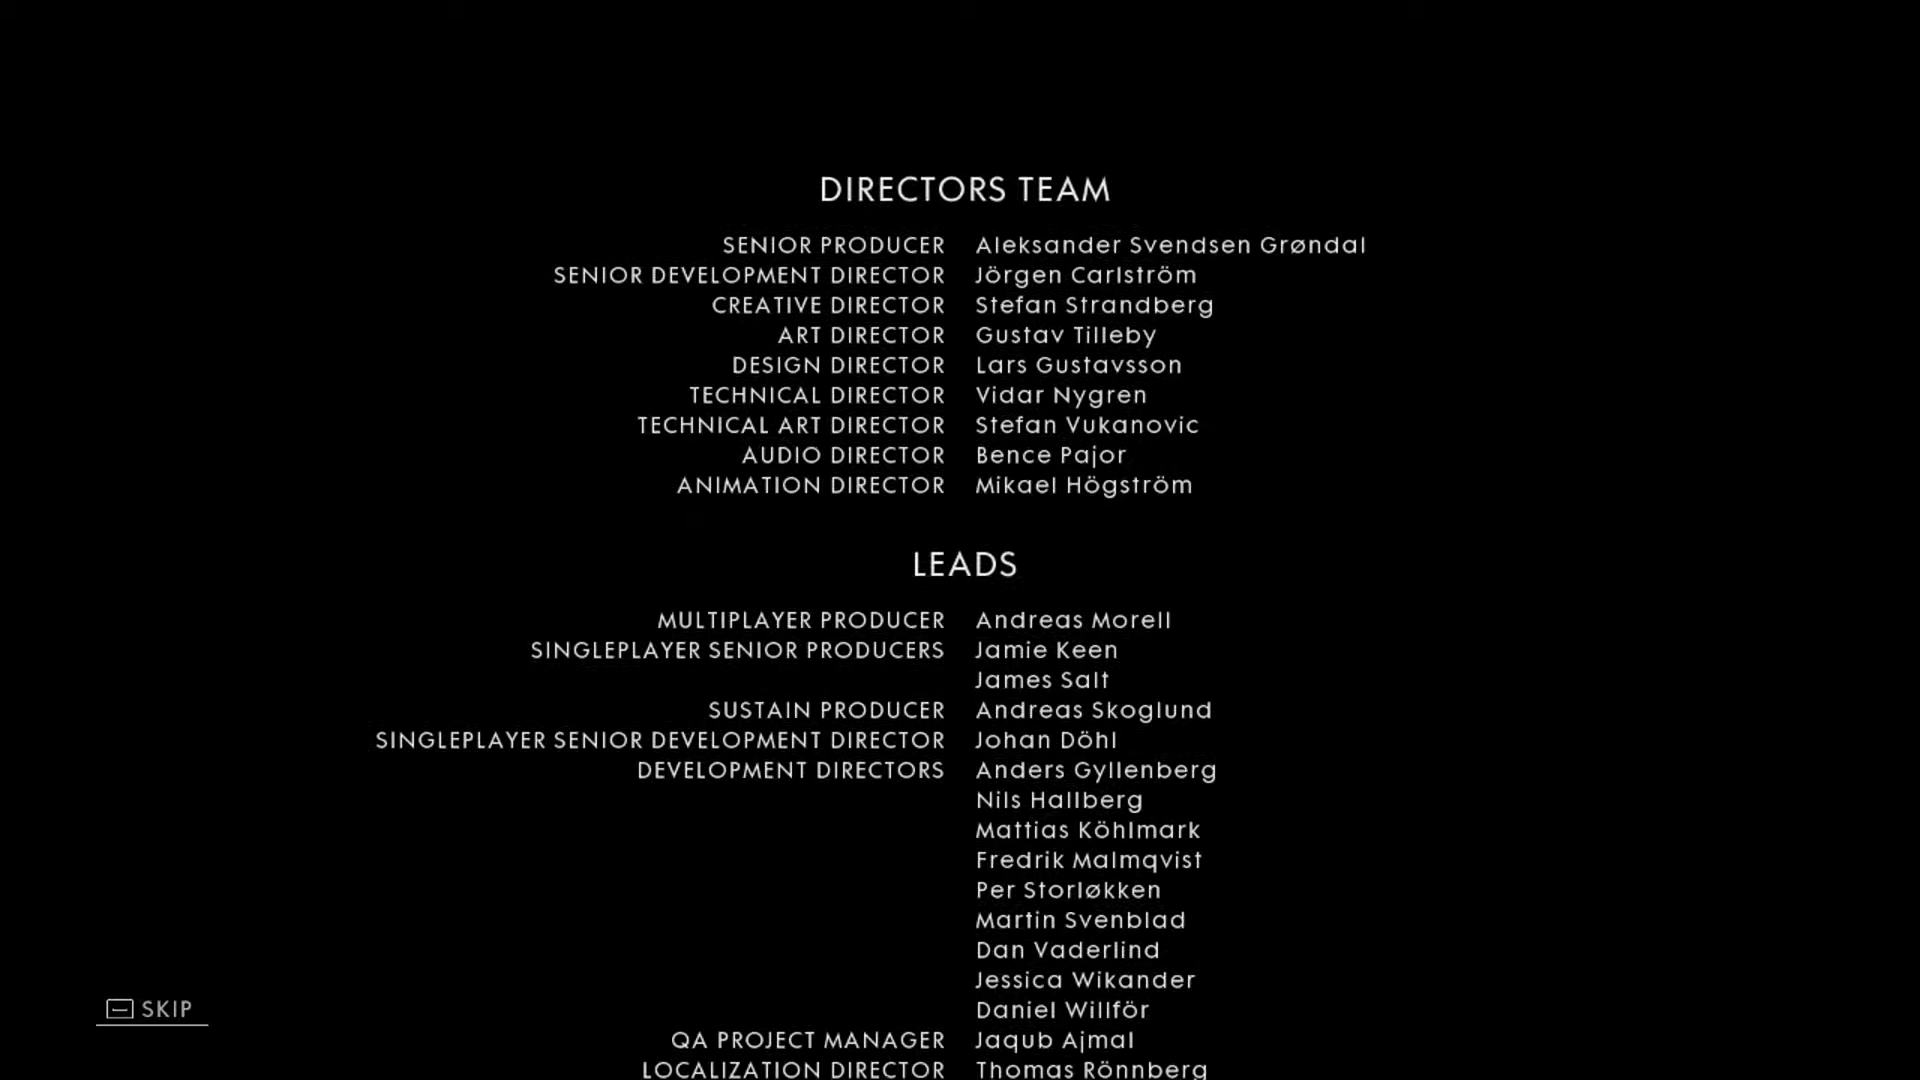 DIRECTORS TEAM
SENIOR PRODUCER Aleksander Svendsen Grøndal
SENIOR DEVELOPMENT DIRECTOR Jörgen Carlström
CREATIVE DIRECTOR Stefan Strandberg
ART DIRECTOR Gustav Tilleby
DESIGN DIRECTOR Lars Gustavsson
TECHNICAL DIRECTOR Vidar Nygren
TECHNICAL ART DIRECTOR Stefan Vukanovic
AUDIO DIRECTOR Bence Pajor
ANIMATION DIRECTOR Mikael Högström
LEADS
MULTIPLAYER PRODUCER Andreas Morell
SINGLEPLAYER SENIOR PRODUCERS Jamie Keen
James Salt
SUSTAIN PRODUCER Andreas Skoglund
SINGLEPLAYER SENIOR DEVELOPMENT DIRECTOR Johan Döhl
DEVELOPMENT DIRECTORS Anders Gyllenberg
Nils Hallberg
Mattias Köhlmark
Fredrik Malmqvist
Per Storløkken
Martin Svenblad
Dan Vaderlind
Jessica Wikander
Daniel Willför
QA PROJECT MANAGER Jaqub Ajmal
LOCALIZATION DIRECTOR Thomas Rönnberg
SKIP